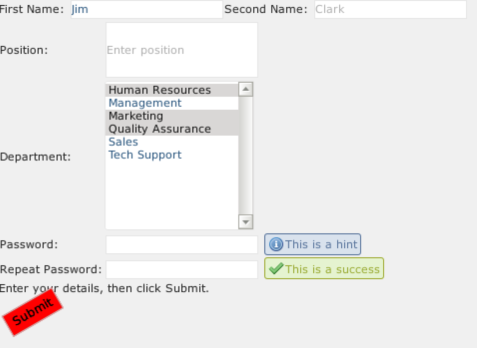 First Name: Jim Second Name: Clark
Position: Enter position
Human Resources
Management
Marketing
Quality Assurance
Sales
Department: Tech Support
Password: This is a hint
Repeat Password: This is a success
Enter your details, then click Submit.
Submit